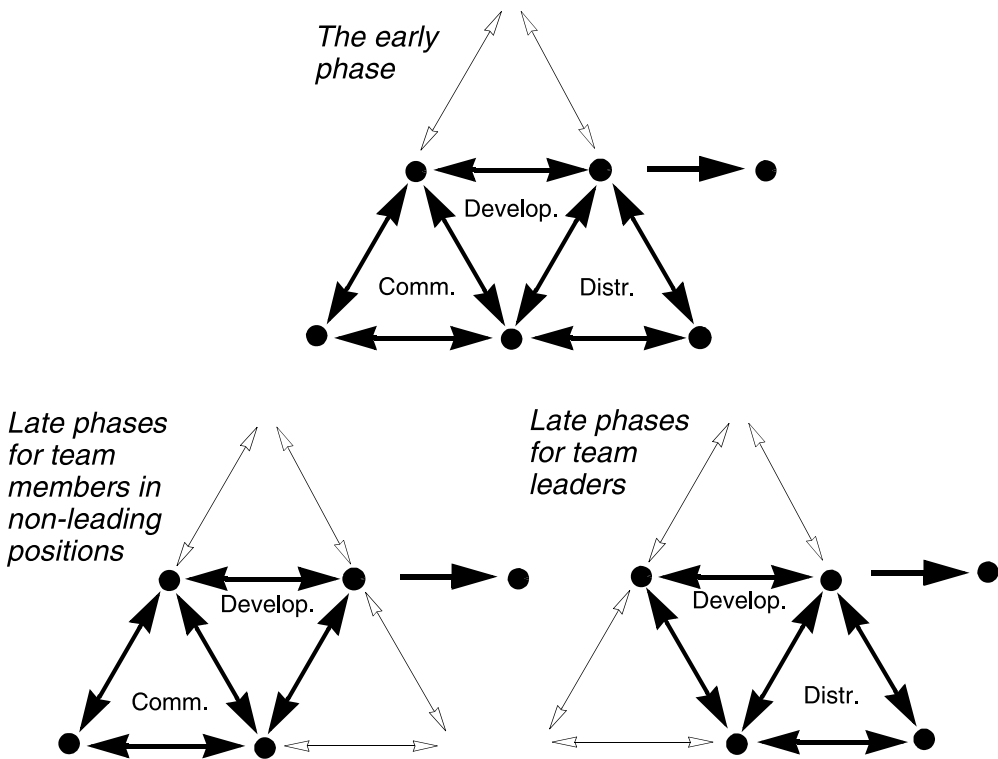 The early
phase
Develop.
Comm.
Distr.
Late phases
for team
members in
non-leading
positions
Develop.
Comm.
Late phases
for team
leaders
Develop.
Distr.